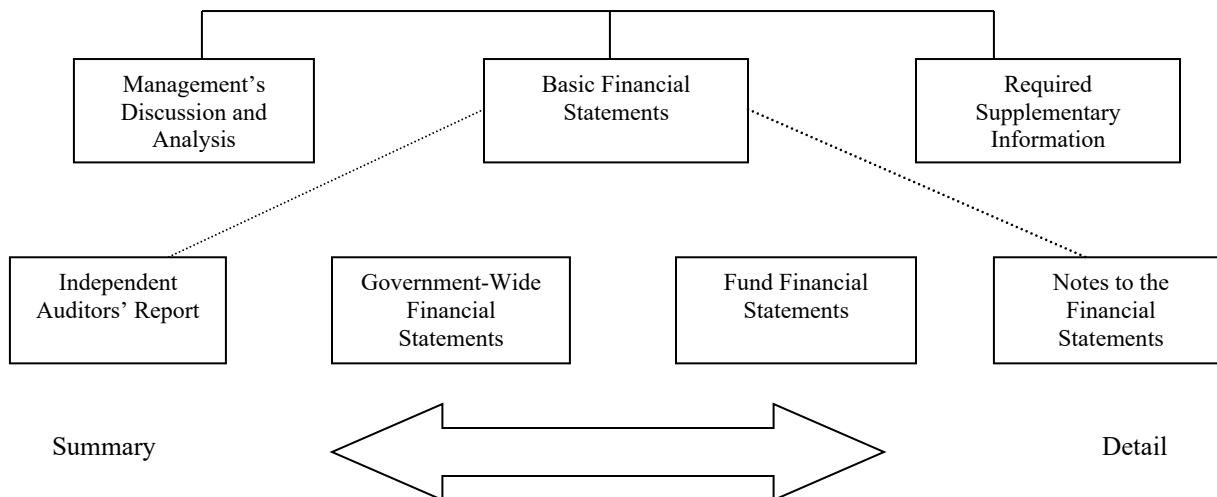 Management’s
Discussion and
Analysis
Basic Financial
Statements
Required
Supplementary
Information
Independent
Auditors’ Report
Government-Wide
Financial
Statements
Fund Financial
Statements
Notes to the
Financial
Statements
Summary
Detail